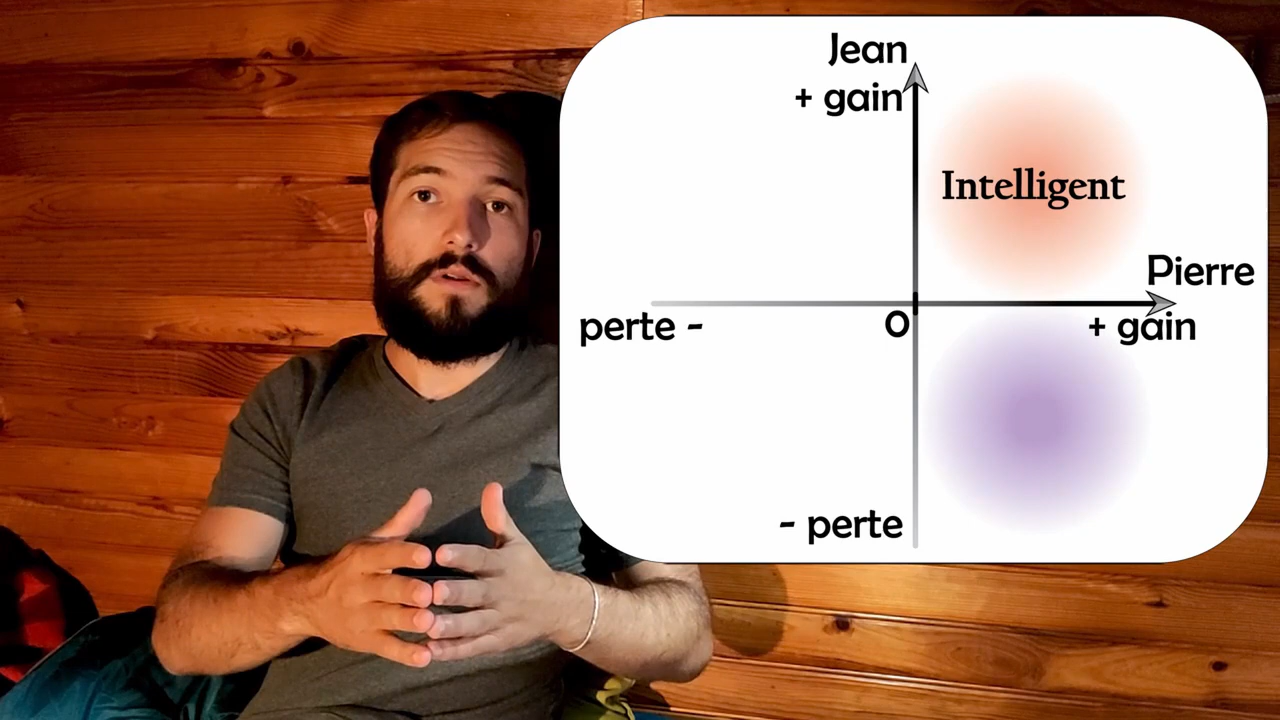 Jean
+ gain
Intelligent
Pierre
perte -
0
+ gain
- perte